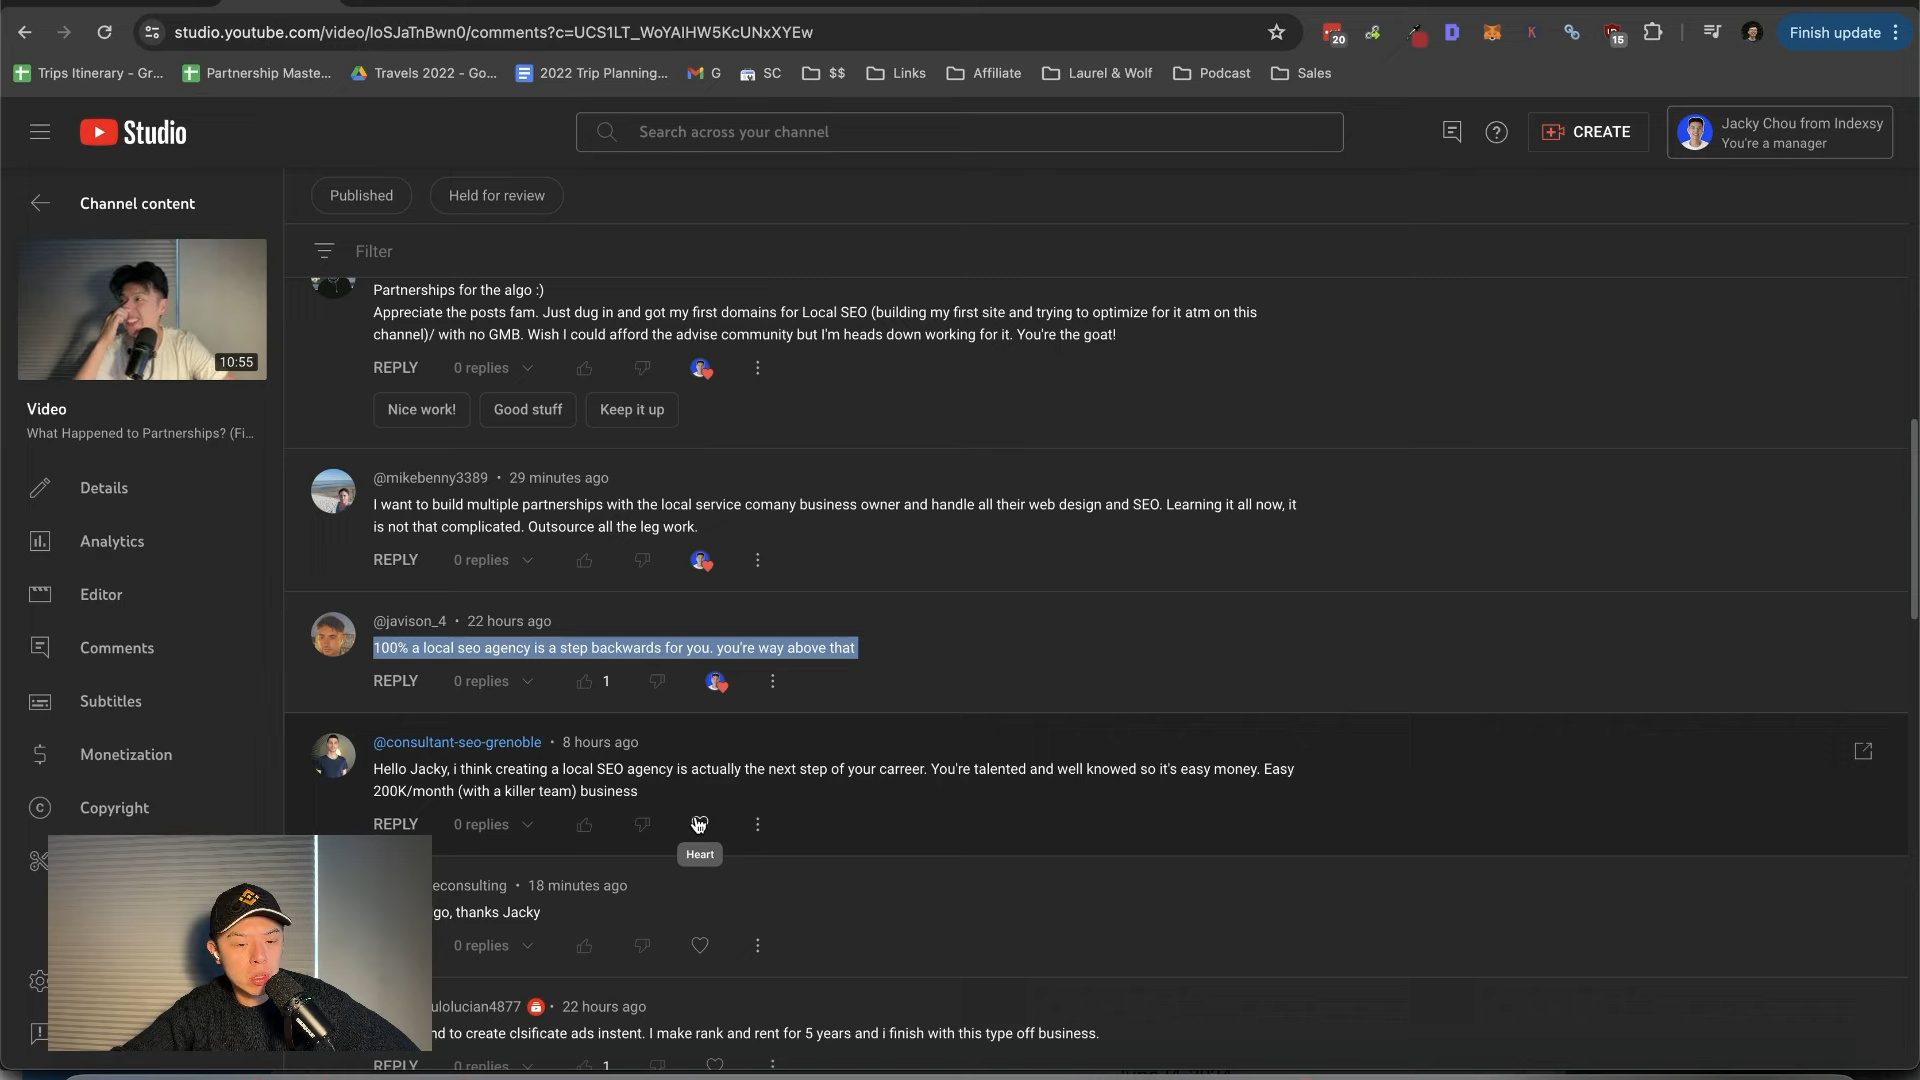 studio.youtube.com/video/IoSJaTnBwn0/comments?c=UCS1LT_WoYAlHW5KcUNxXYEw
20
15
Finish update
Trips Itinerary - Gr...
Partnership Maste...
Travels 2022 - Go...
2022 Trip Planning...
G
SC
$$
Links
Affiliate
Laurel & Wolf
Podcast
Sales
Studio
Search across your channel
CREATE
Jacky Chou from Indexsy
You're a manager
Channel content
10:55
Video
What Happened to Partnerships? (Fi...
Details
Analytics
Editor
Comments
Subtitles
Monetization
Copyright
Published
Held for review
Filter
Partnerships for the algo :)
Appreciate the posts fam. Just dug in and got my first domains for Local SEO (building my first site and trying to optimize for it atm on this
channel)/ with no GMB. Wish I could afford the advise community but I'm heads down working for it. You're the goat!
REPLY 0 replies
Nice work! Good stuff Keep it up
@mikebenny3389 • 29 minutes ago
I want to build multiple partnerships with the local service comany business owner and handle all their web design and SEO. Learning it all now, it
is not that complicated. Outsource all the leg work.
REPLY 0 replies
@javison_4 • 22 hours ago
100% a local seo agency is a step backwards for you. you're way above that
REPLY 0 replies 1
@consultant-seo-grenoble • 8 hours ago
Hello Jacky, i think creating a local SEO agency is actually the next step of your carreer. You're talented and well knowed so it's easy money. Easy
200K/month (with a killer team) business
REPLY 0 replies
Heart
econsulting • 18 minutes ago
go, thanks Jacky
0 replies
ulolucian4877 • 22 hours ago
nd to create clsificate ads instent. I make rank and rent for 5 years and i finish with this type off business.
REPLY 0 replies 1